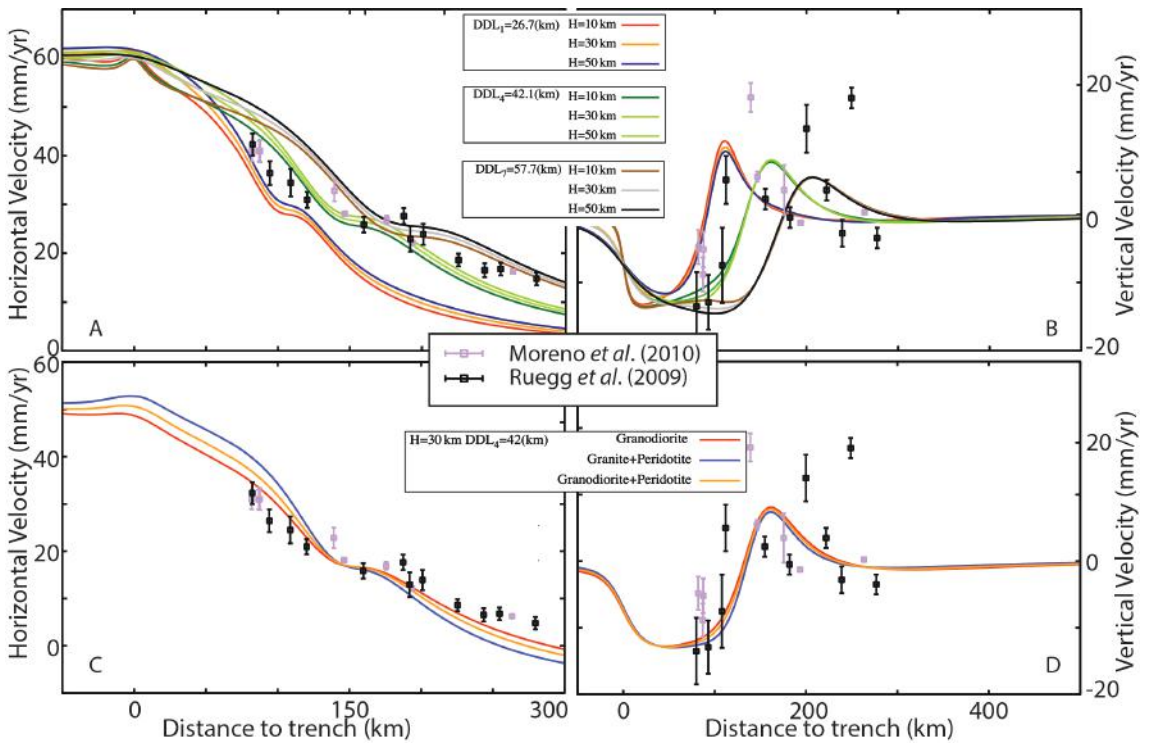 Horizontal Velocity (mm/yr)
60
40
20
0
A
DDL₁=26.7(km)
H=10 km
H=30 km
H=50 km
DDL₄=42.1(km)
H=10 km
H=30 km
H=50 km
DDL₇=57.7(km)
H=10 km
H=30 km
H=50 km
B
20
0
-20
Vertical Velocity (mm/yr)
Moreno et al. (2010)
Ruegg et al. (2009)
Horizontal Velocity (mm/yr)
60
40
20
0
C
H=30 km DDL₄=42(km)
Granodiorite
Granite+Peridotite
Granodiorite+Peridotite
D
20
0
-20
Vertical Velocity (mm/yr)
0 150 300
Distance to trench (km)
0 200 400
Distance to trench (km)